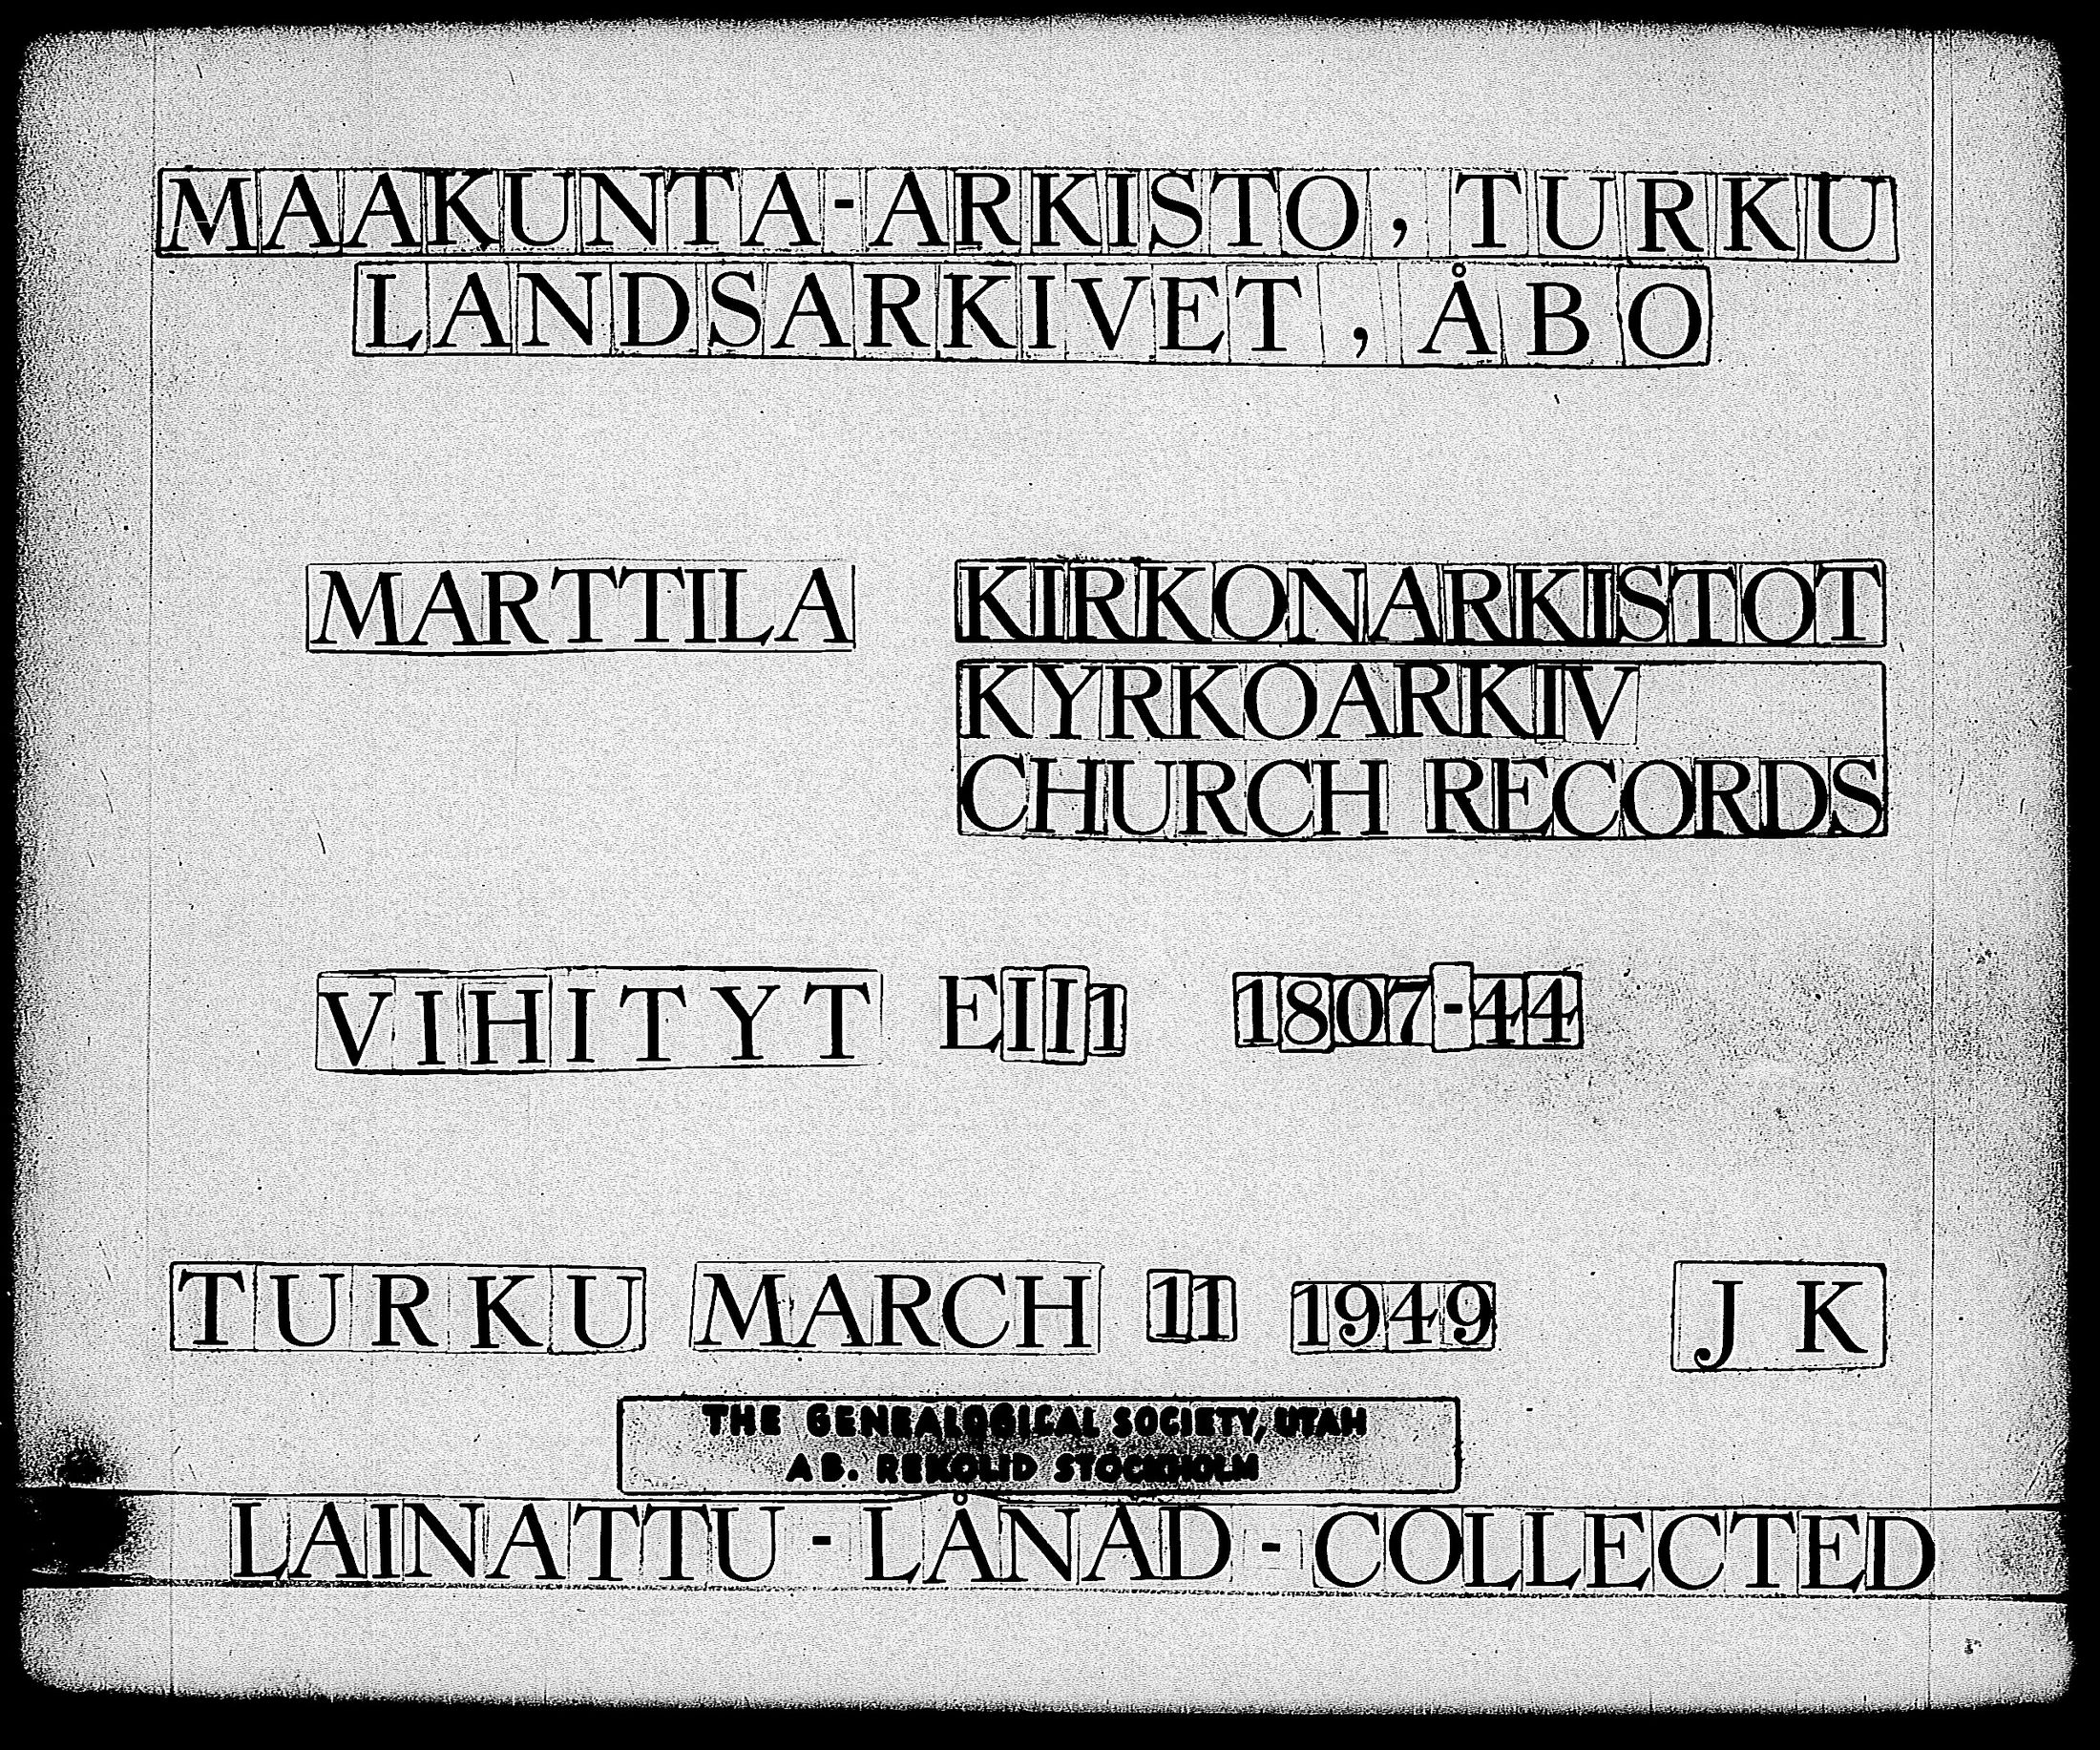 MAAKUNTA-ARKISTO, TURKU
LANDSARKIVET, ÅBO
MARTTILA KIRKONARKISTOT
KYRKOARKIV
CHURCH RECORDS
VIHITYT EII1 1807-44
TURKU MARCH 11 1949 J K
THE GENEALOGICAL SOCIETY, UTAH
AB. REKOLID STOCKHOLM
LAINATTU - LÅNAD - COLLECTED